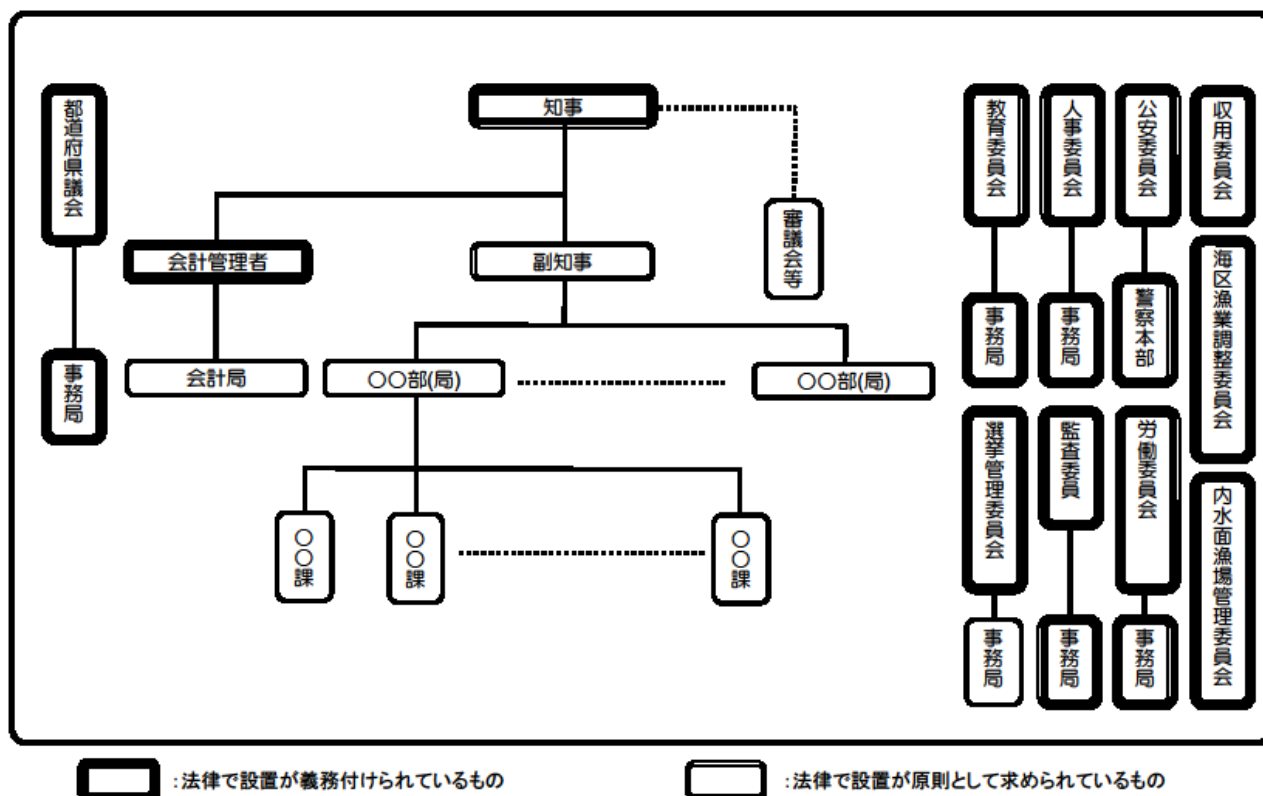 都道府県議会
事務局
知事
会計管理者
副知事
審議会等
会計局
〇〇部(局)
〇〇部(局)
〇〇課
〇〇課
〇〇課
教育委員会
事務局
人事委員会
事務局
公安委員会
警察本部
収用委員会
海区漁業調整委員会
選挙管理委員会
事務局
監査委員
事務局
労働委員会
事務局
内水面漁場管理委員会
:法律で設置が義務付けられているもの
:法律で設置が原則として求められているもの